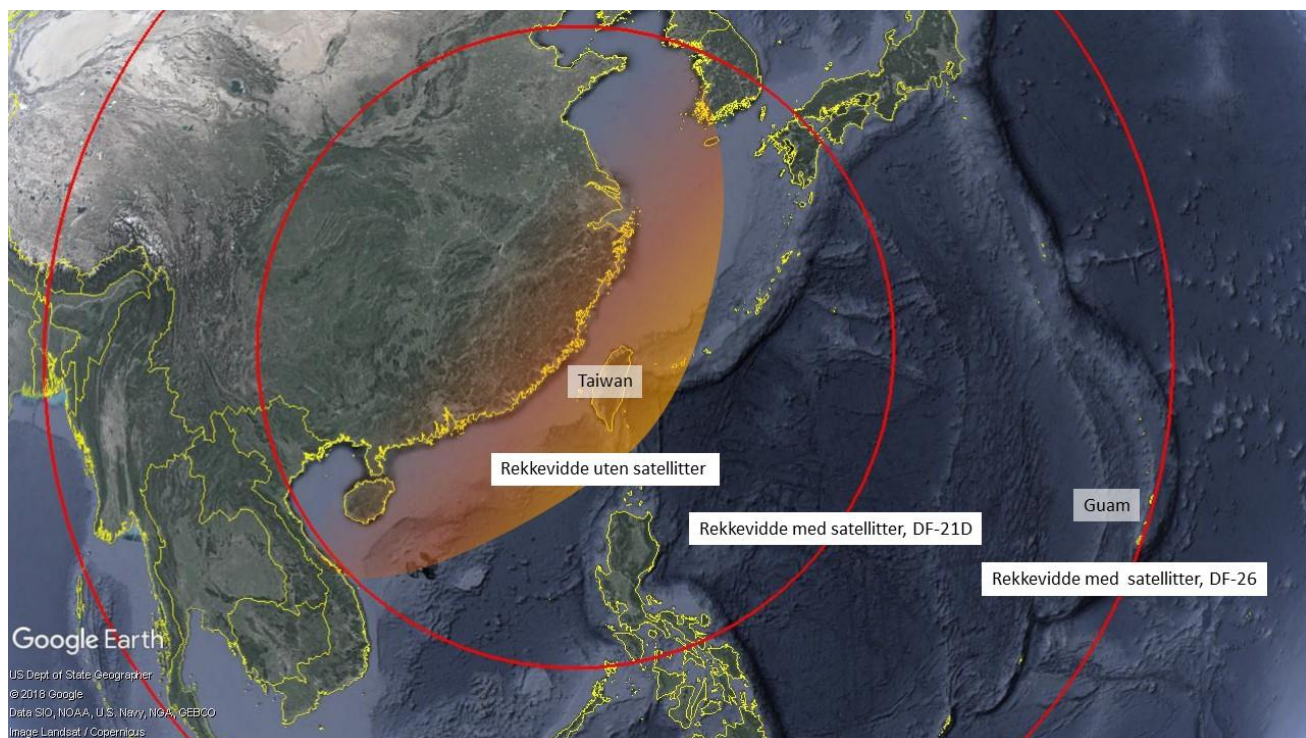 Taiwan
Rekkevidde uten satellitter
Guam
Rekkevidde med satellitter, DF-21D
Rekkevidde med  satellitter, DF-26
Google Earth
US Dept of State Geographer
© 2018 Google
Data SIO, NOAA, U.S. Navy, NGA, GEBCO
Image Landsat / Copernicus